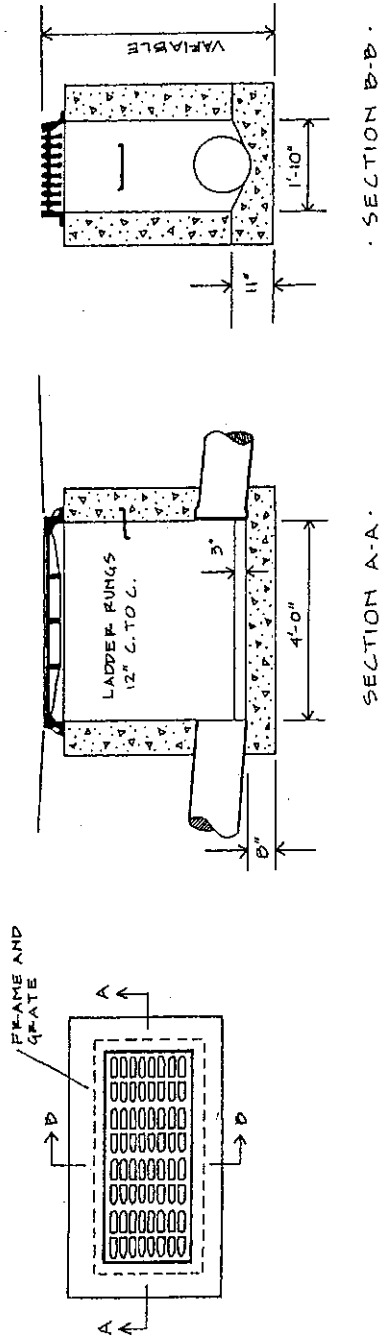 FRAME AND
GRATE
A
A
B
B
LADDER RUNGS
12" C. TO C.
3"
8"
4'-0"
SECTION A-A.
VARIABLE
11"
1'-10"
. SECTION B-B.